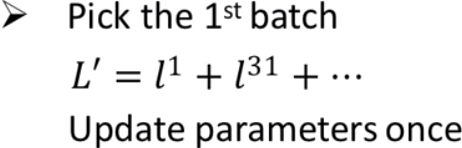 ➤ Pick the 1st batch
L′ = l¹ + l³¹ + ⋯
Update parameters once